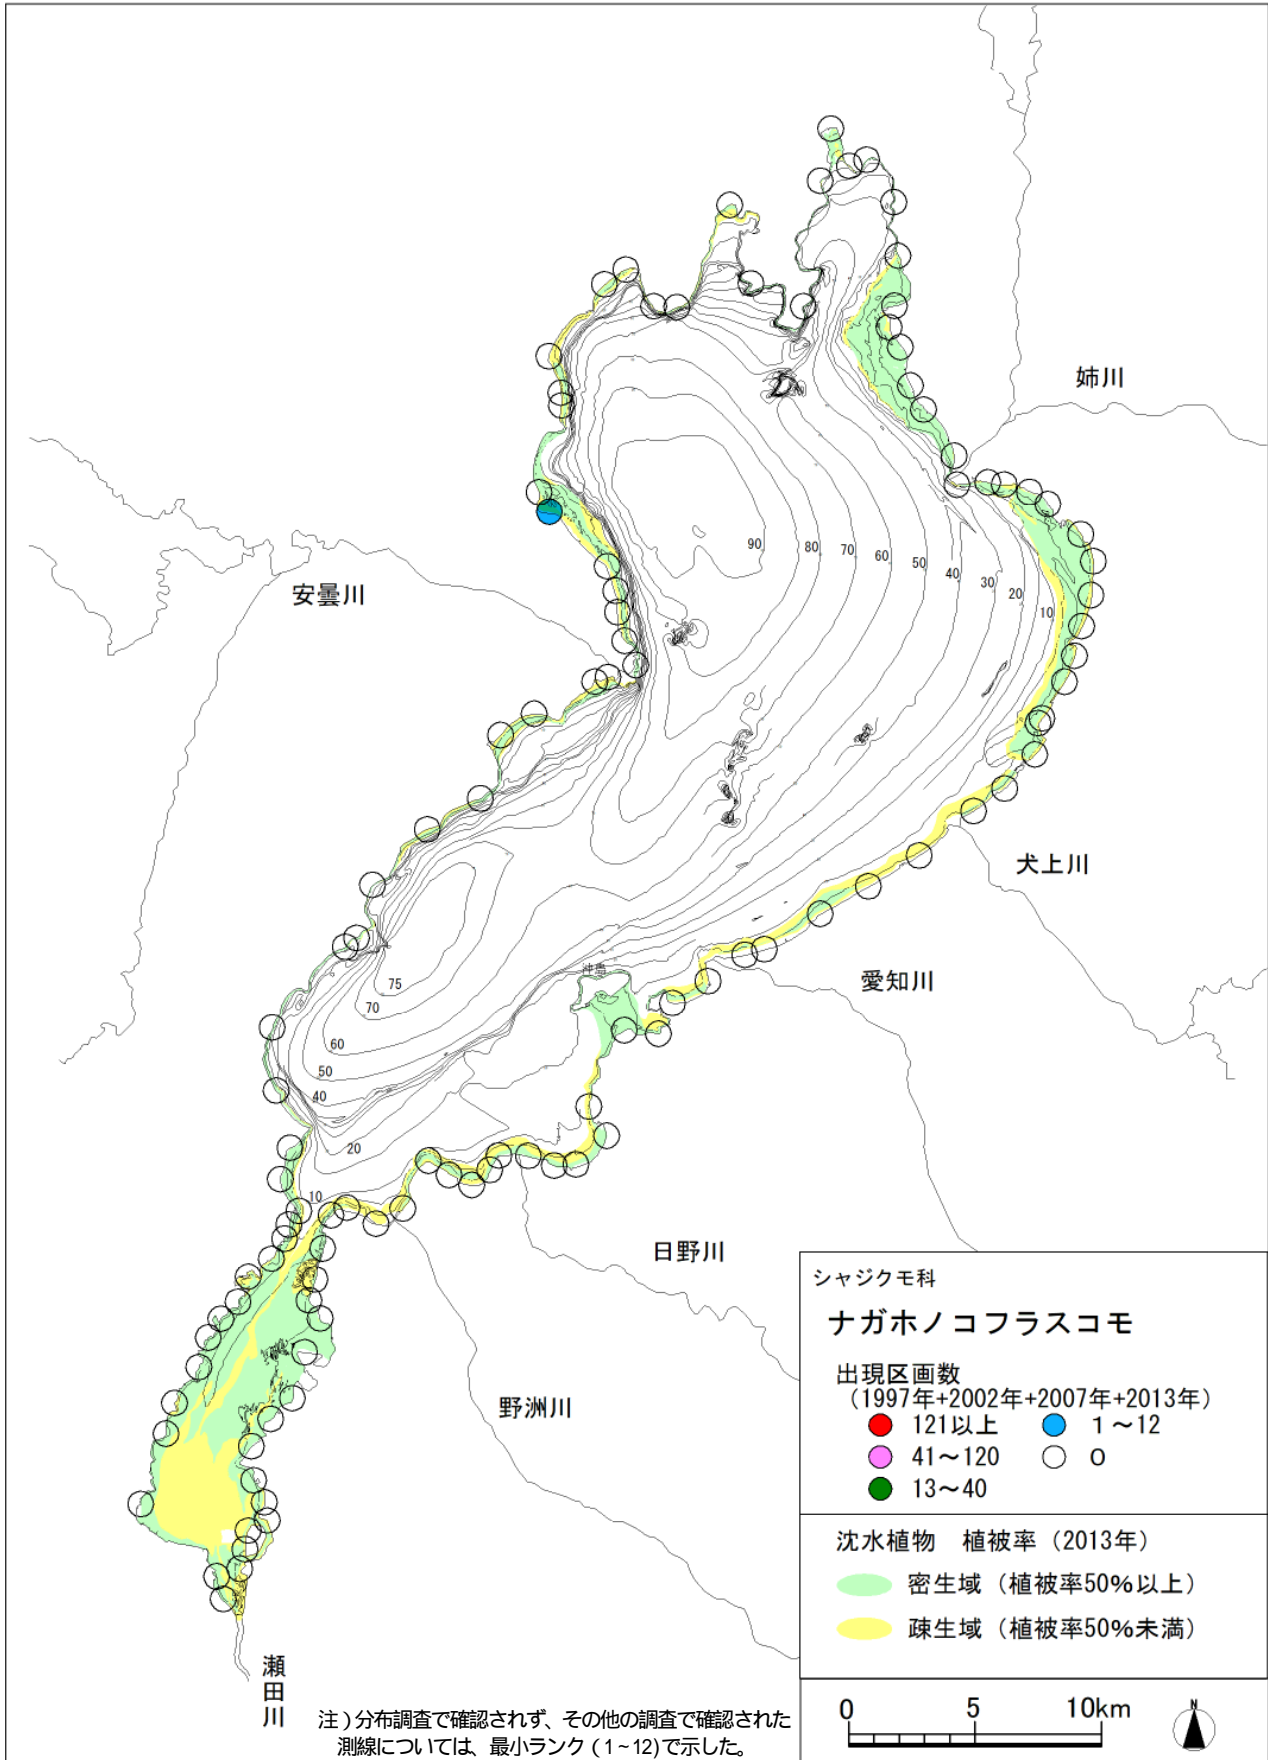 姉川
安曇川
90
80
70
60
50
40
30
20
10
犬上川
沖島
愛知川
75
70
60
50
40
20
10
日野川
野洲川
瀬田川
シャジクモ科
ナガホノコフラスコモ
出現区画数
(1997年+2002年+2007年+2013年)
121以上
1~12
41~120
0
13~40
沈水植物 植被率(2013年)
密生域(植被率50%以上)
疎生域(植被率50%未満)
0 5 10km
N
注)分布調査で確認されず、その他の調査で確認された
測線については、最小ランク(1~12)で示した。